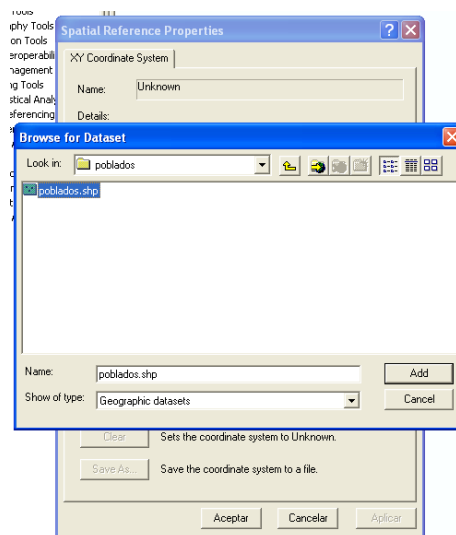 Tools
aphy Tools
Spatial Reference Properties
on Tools
eroperabili
XY Coordinate System
nagement
ng Tools
Name: Unknown
stical Analy
eferencing
Details:
Browse for Dataset
Look in: poblados
poblados.shp
Name: poblados.shp
Add
Show of type: Geographic datasets
Cancel
Clear
Sets the coordinate system to Unknown.
Save As...
Save the coordinate system to a file.
Aceptar
Cancelar
Aplicar